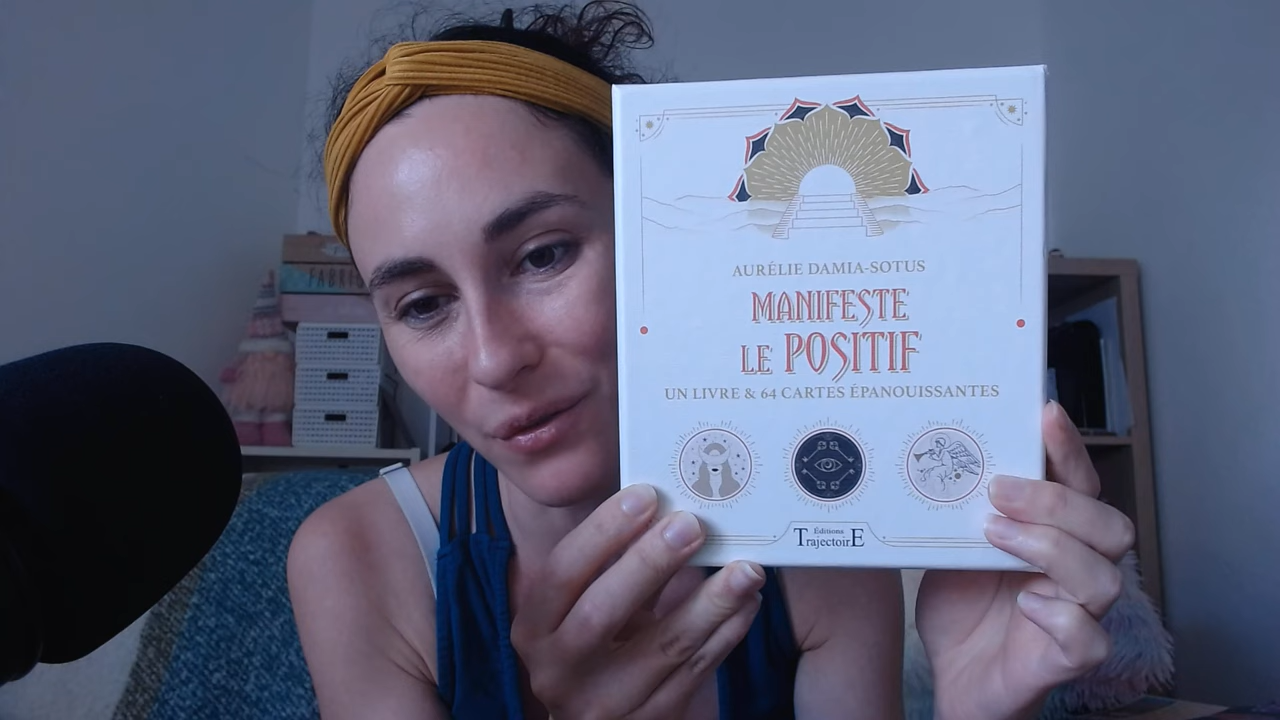 AURÉLIE DAMIA-SOTUS
MANIFESTE
LE POSITIF
UN LIVRE & 64 CARTES ÉPANOUISSANTES
Éditions
TrajectoirE